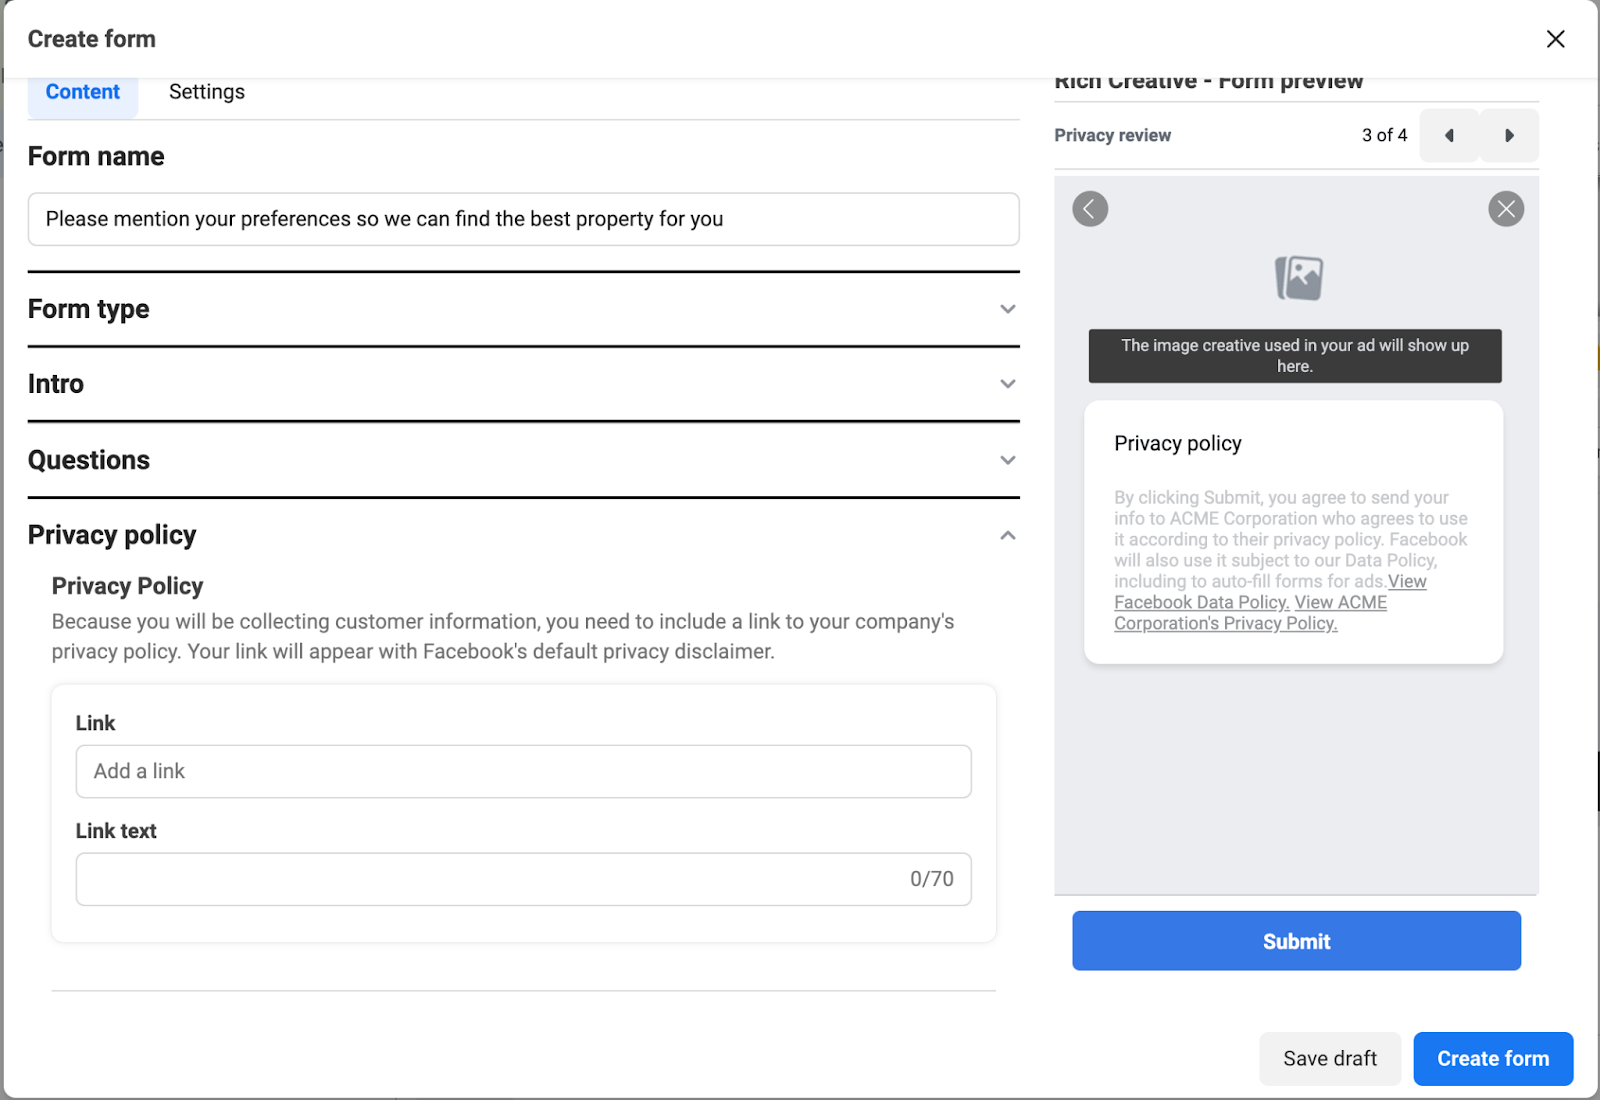 Create form
Content
Settings
Form name
Please mention your preferences so we can find the best property for you
Form type
Intro
Questions
Privacy policy
Privacy Policy
Because you will be collecting customer information, you need to include a link to your company's
privacy policy. Your link will appear with Facebook's default privacy disclaimer.
Link
Add a link
Link text
0/70
Rich Creative - Form preview
Privacy review
3 of 4
The image creative used in your ad will show up
here.
Privacy policy
By clicking Submit, you agree to send your
info to ACME Corporation who agrees to use
it according to their privacy policy. Facebook
will also use it subject to our Data Policy,
including to auto-fill forms for ads.View
Facebook Data Policy. View ACME
Corporation's Privacy Policy.
Submit
Save draft
Create form